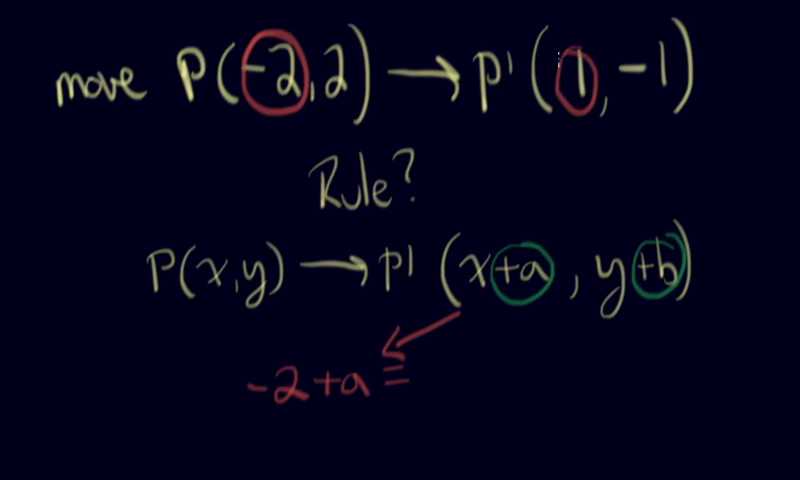 move P(-2,2) → P'(1,-1)
Rule?
P(x,y) → P'(x+a, y+b)
-2+a =